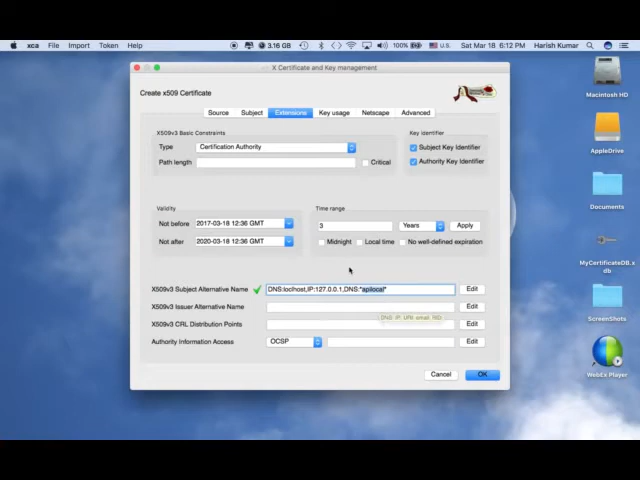 xca File Import Token Help 3.16 GB 100% U.S. Sat Mar 18 6:12 PM Harish Kumar
X Certificate and Key management
Create x509 Certificate
Source Subject Extensions Key usage Netscape Advanced
X509v3 Basic Constraints
Key identifier
Type Certification Authority
Subject Key Identifier
Path length Critical
Authority Key Identifier
Validity
Time range
Not before 2017-03-18 12:36 GMT
3 Years Apply
Not after 2020-03-18 12:36 GMT
Midnight Local time No well-defined expiration
X509v3 Subject Alternative Name DNS:loclhost,IP:127.0.0.1,DNS:*apilocal* Edit
X509v3 Issuer Alternative Name Edit
DNS: IP: URI: email: RID:
X509v3 CRL Distribution Points Edit
Authority Information Access OCSP Edit
Cancel OK
Macintosh HD
AppleDrive
Documents
MyCertificateDB.x
db
ScreenShots
WebEx Player